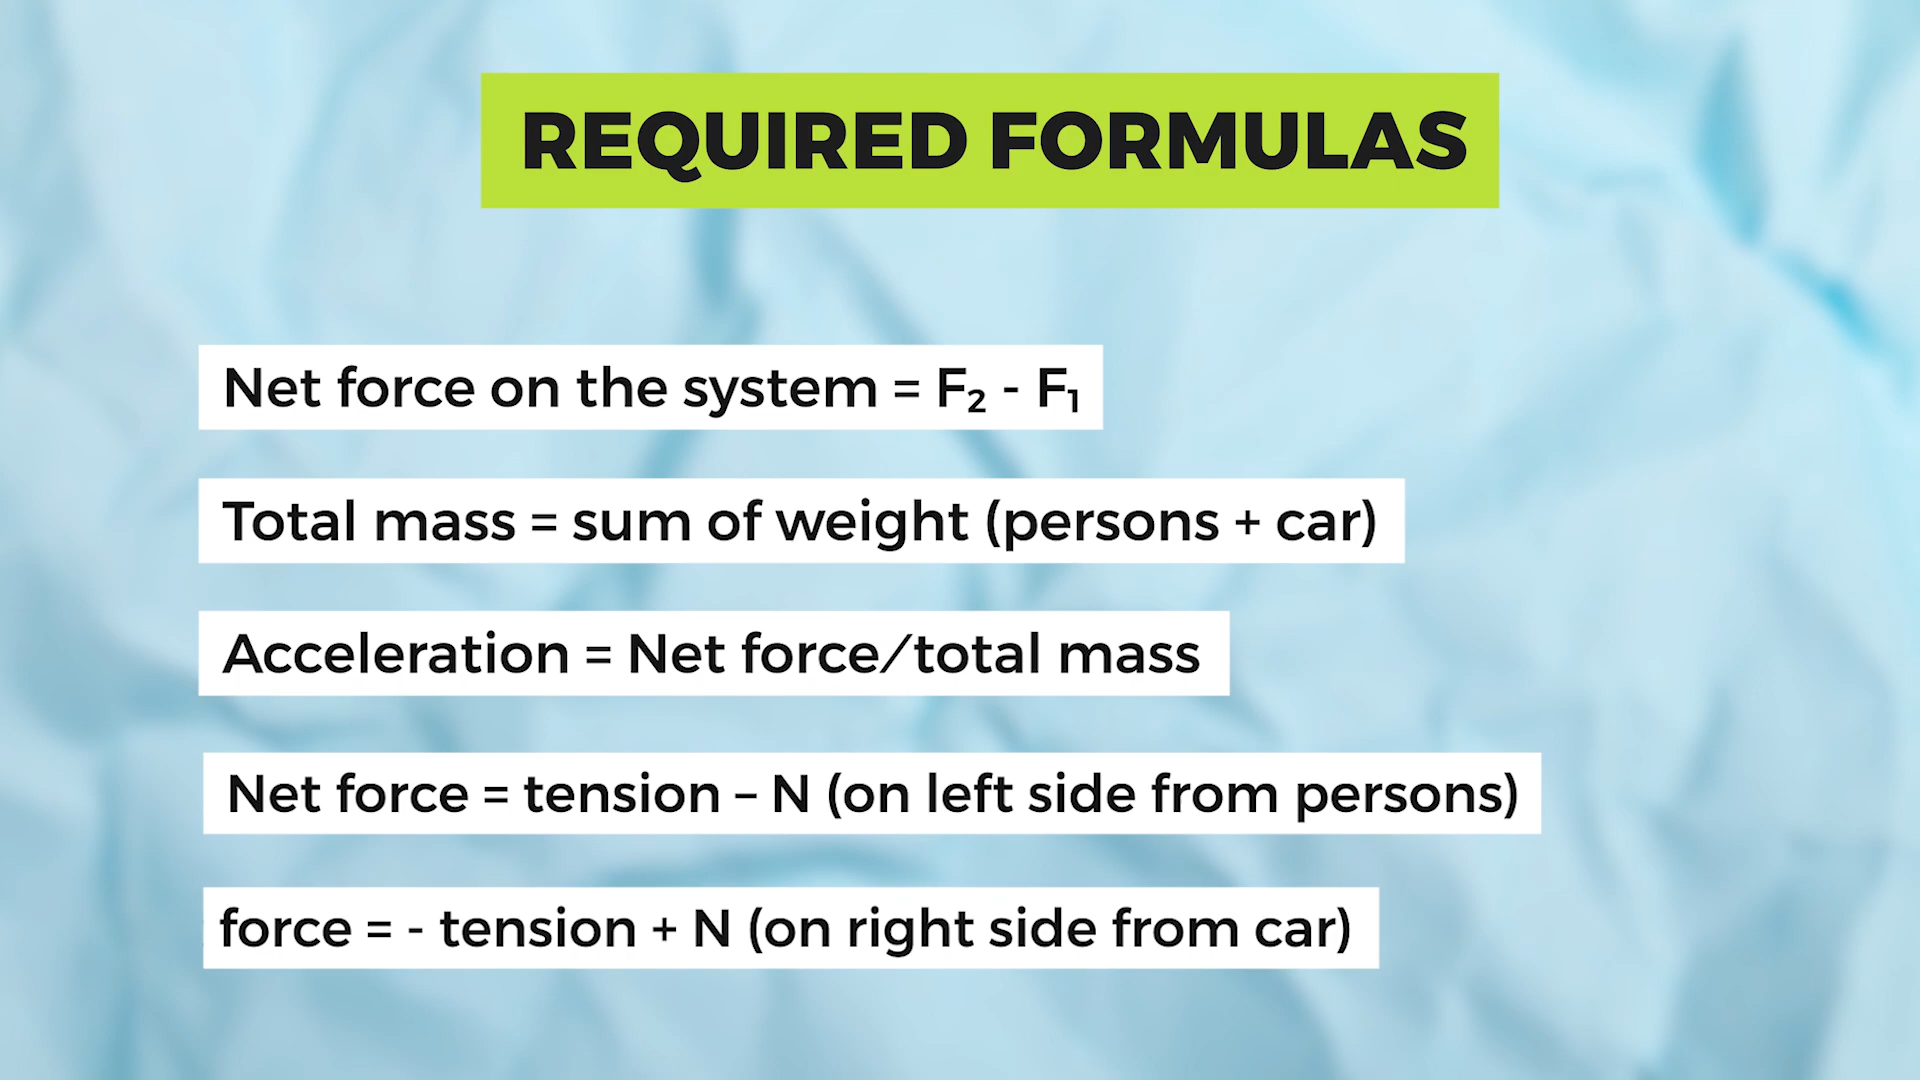 REQUIRED FORMULAS
Net force on the system = F₂ - F₁
Total mass = sum of weight (persons + car)
Acceleration = Net force/total mass
Net force = tension – N (on left side from persons)
force = - tension + N (on right side from car)